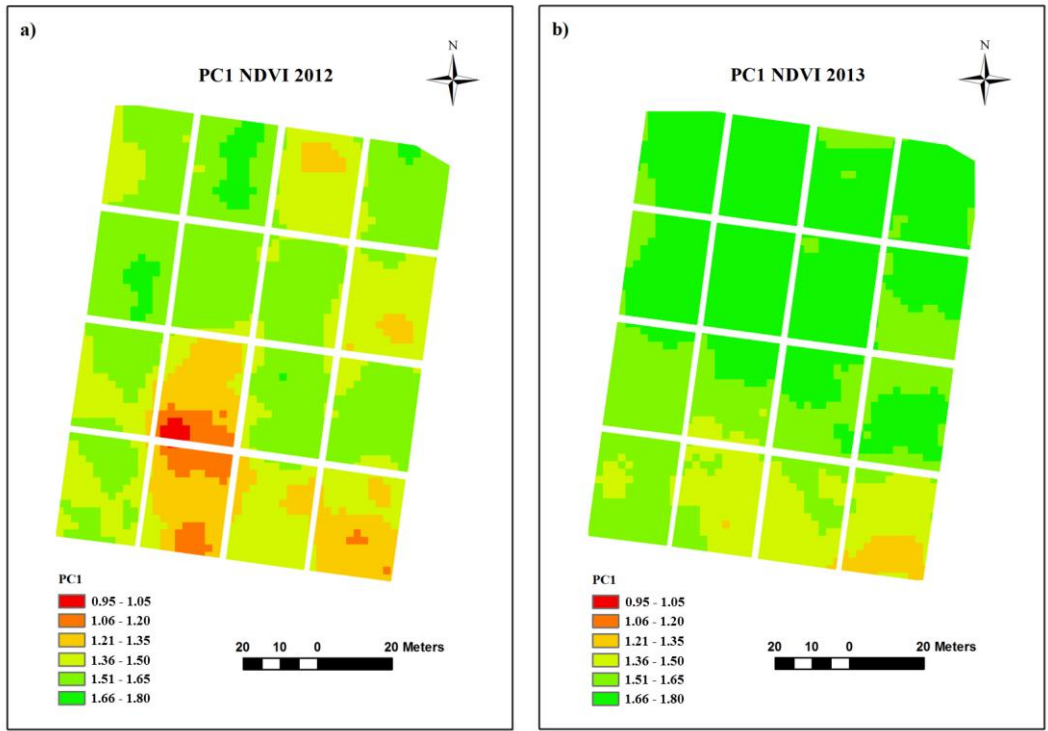 a)
N
PC1 NDVI 2012
PC1
0.95 - 1.05
1.06 - 1.20
1.21 - 1.35
1.36 - 1.50
1.51 - 1.65
1.66 - 1.80
20 10 0 20 Meters
b)
N
PC1 NDVI 2013
PC1
0.95 - 1.05
1.06 - 1.20
1.21 - 1.35
1.36 - 1.50
1.51 - 1.65
1.66 - 1.80
20 10 0 20 Meters